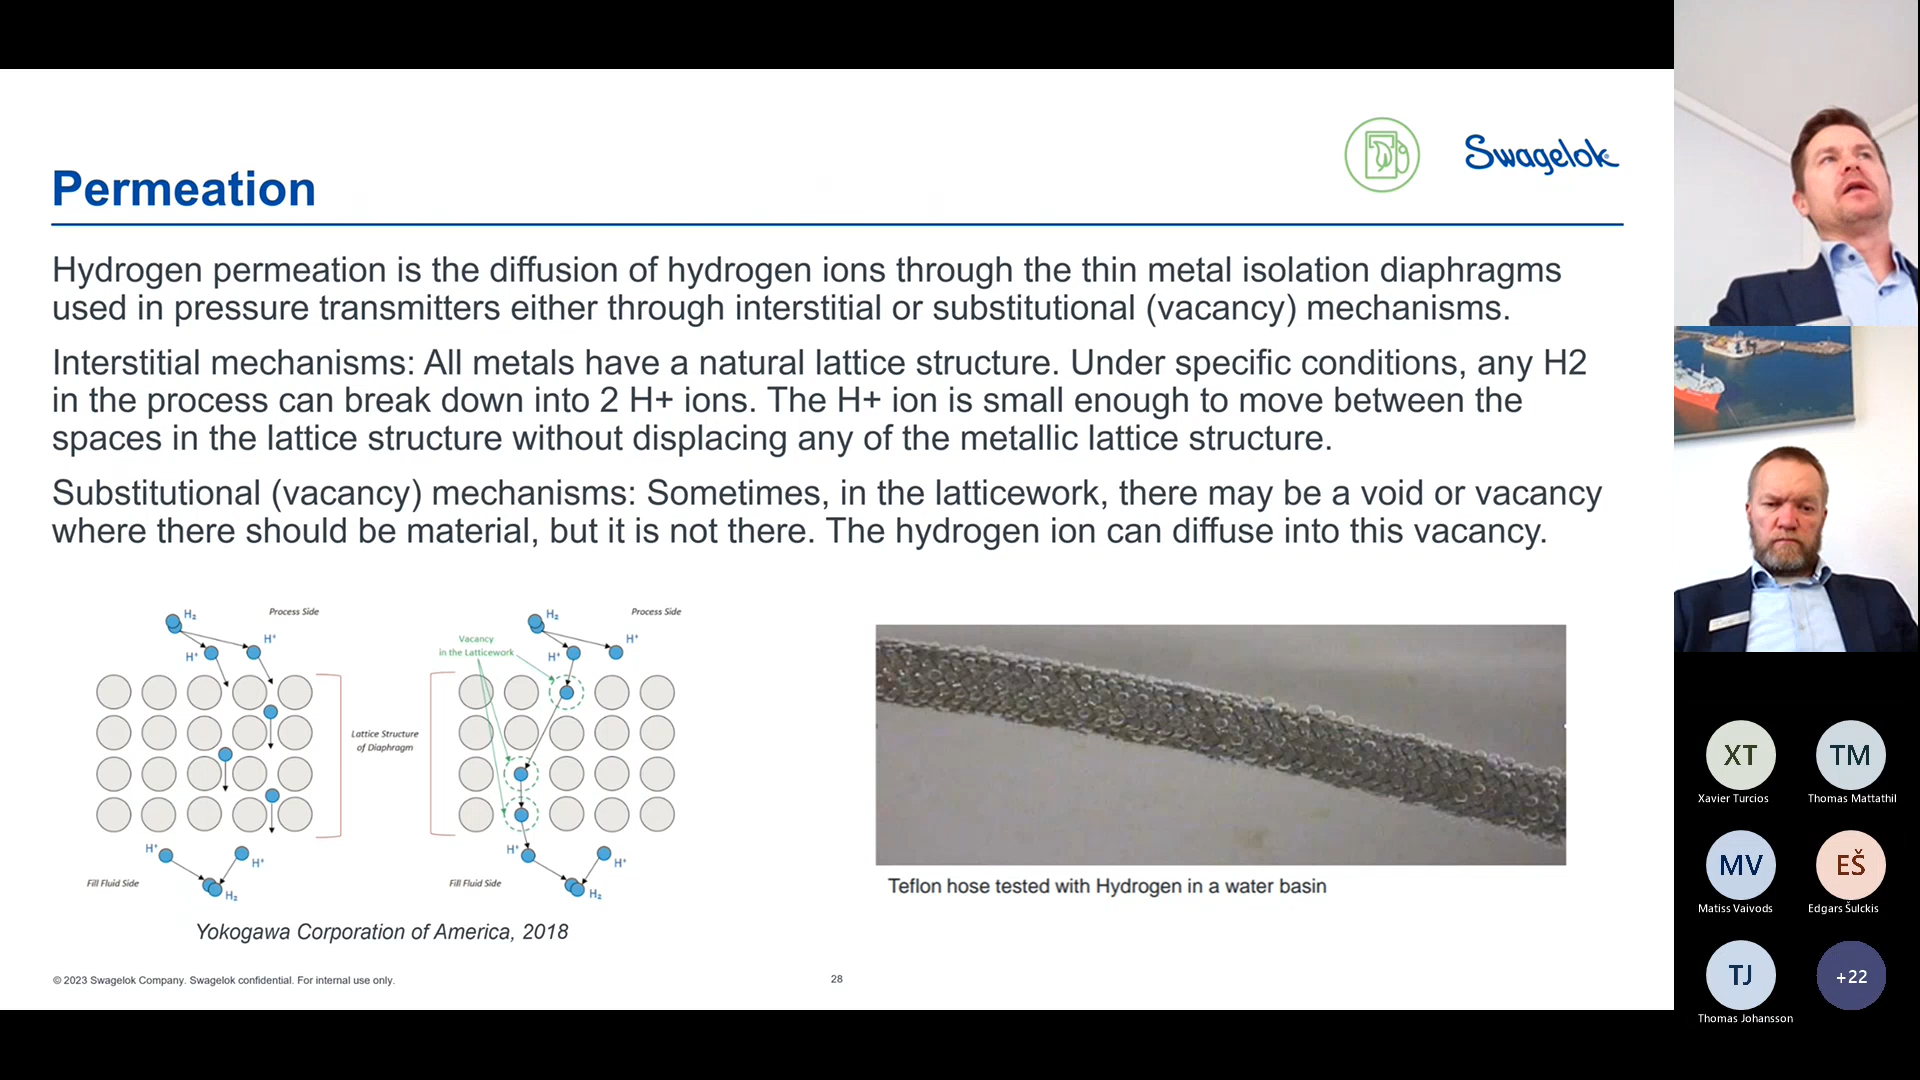 Swagelok
Permeation
Hydrogen permeation is the diffusion of hydrogen ions through the thin metal isolation diaphragms
used in pressure transmitters either through interstitial or substitutional (vacancy) mechanisms.
Interstitial mechanisms: All metals have a natural lattice structure. Under specific conditions, any H2
in the process can break down into 2 H+ ions. The H+ ion is small enough to move between the
spaces in the lattice structure without displacing any of the metallic lattice structure.
Substitutional (vacancy) mechanisms: Sometimes, in the latticework, there may be a void or vacancy
where there should be material, but it is not there. The hydrogen ion can diffuse into this vacancy.
H₂
Process Side
H⁺
H⁺
Lattice Structure
of Diaphragm
H⁺
H⁺
Fill Fluid Side
H₂
H₂
Process Side
Vacancy
in the Latticework
H⁺
H⁺
H⁺
H⁺
Fill Fluid Side
H₂
Yokogawa Corporation of America, 2018
Teflon hose tested with Hydrogen in a water basin
© 2023 Swagelok Company. Swagelok confidential. For internal use only.
28
XT
Xavier Turcios
TM
Thomas Mattathil
MV
Matiss Vaivods
EŠ
Edgars Šulckis
TJ
Thomas Johansson
+22